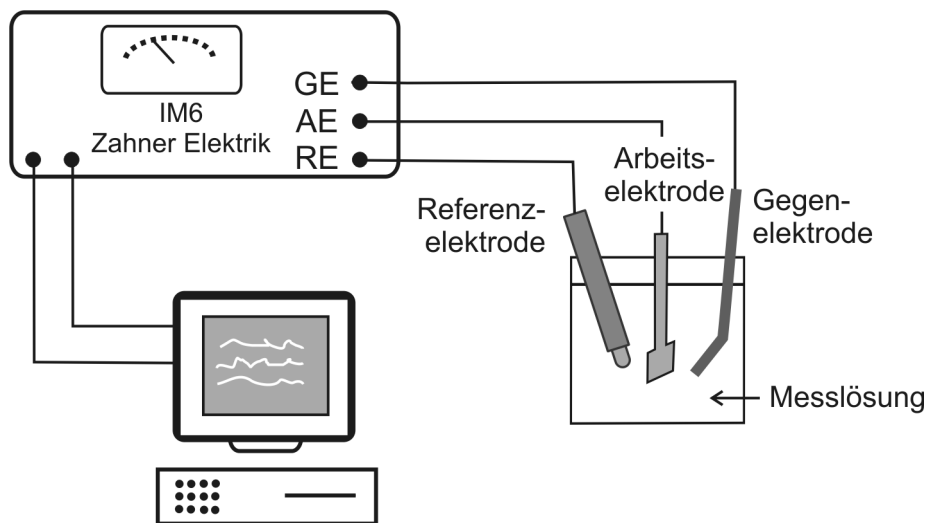 GE
IM6
AE
Zahner Elektrik
RE
Arbeits-
elektrode
Referenz-
elektrode
Gegen-
elektrode
Messlösung